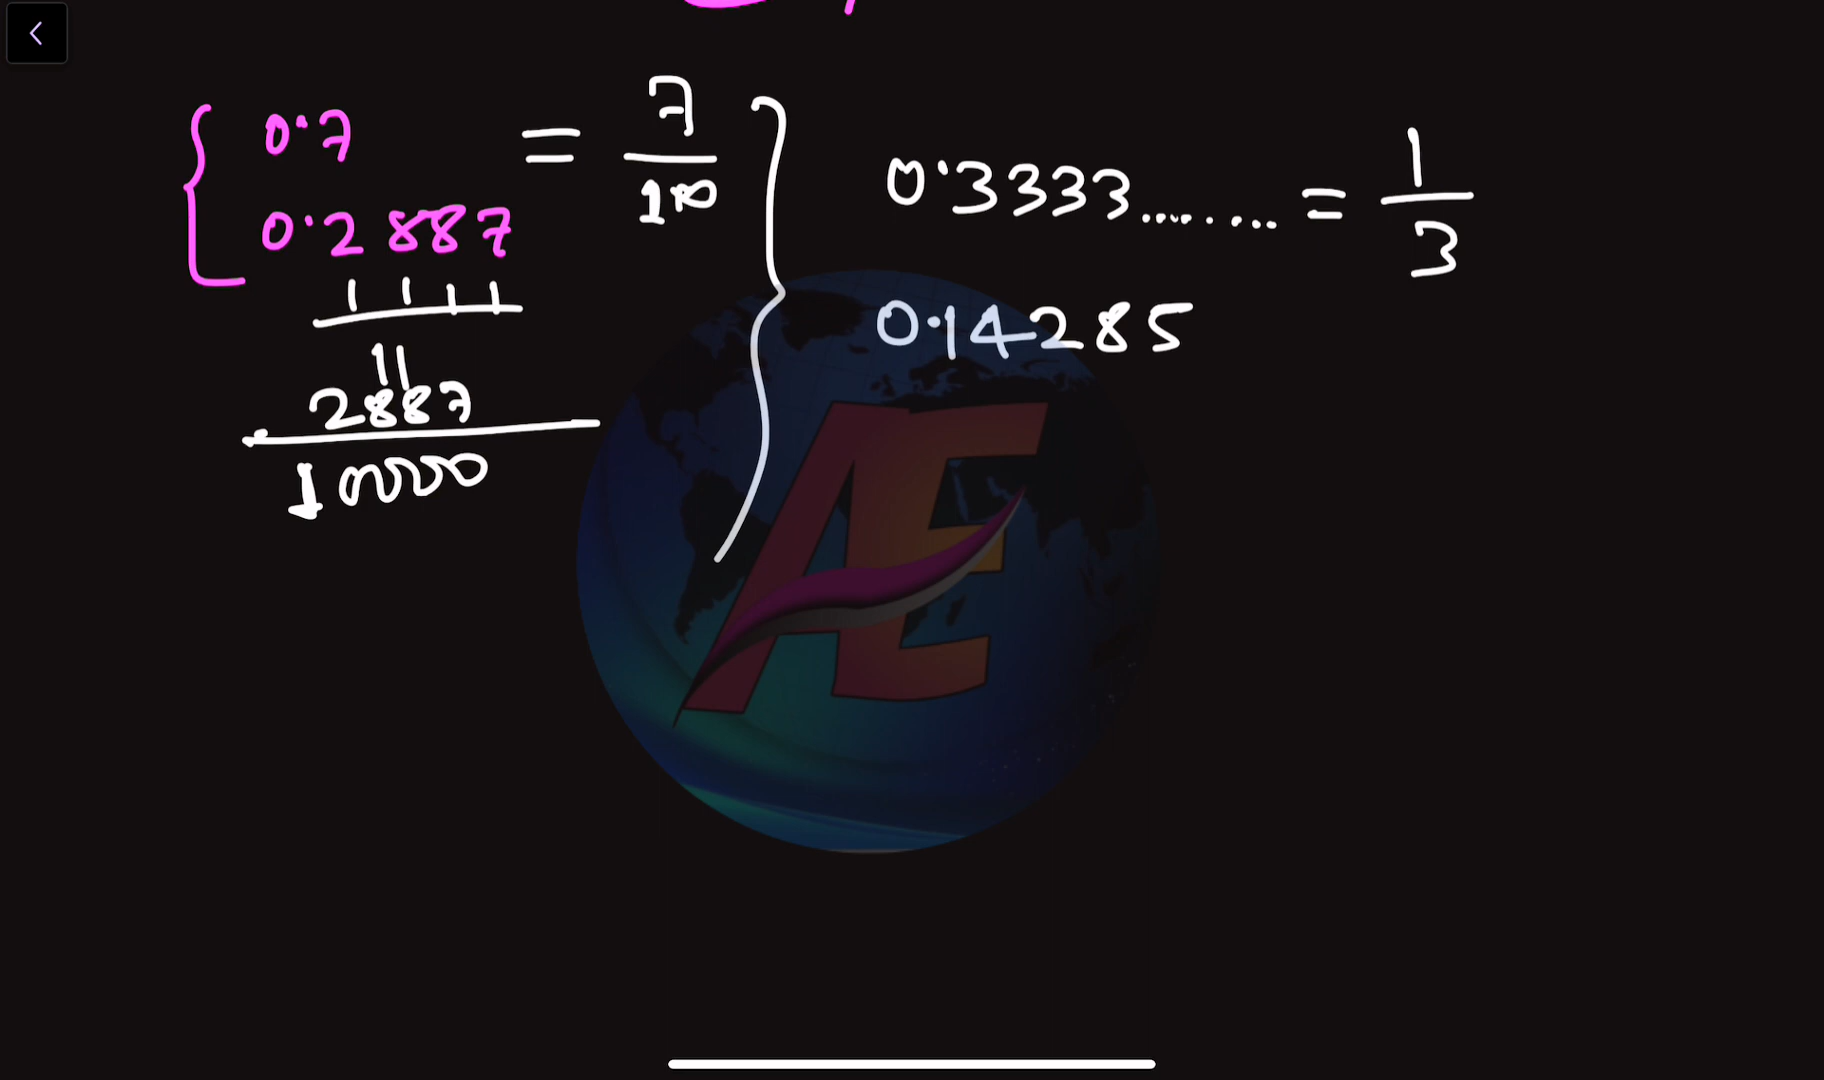 0.7 = 7/10
0.2887
||
2887
10000
0.3333........... = 1/3
0.14285
Æ